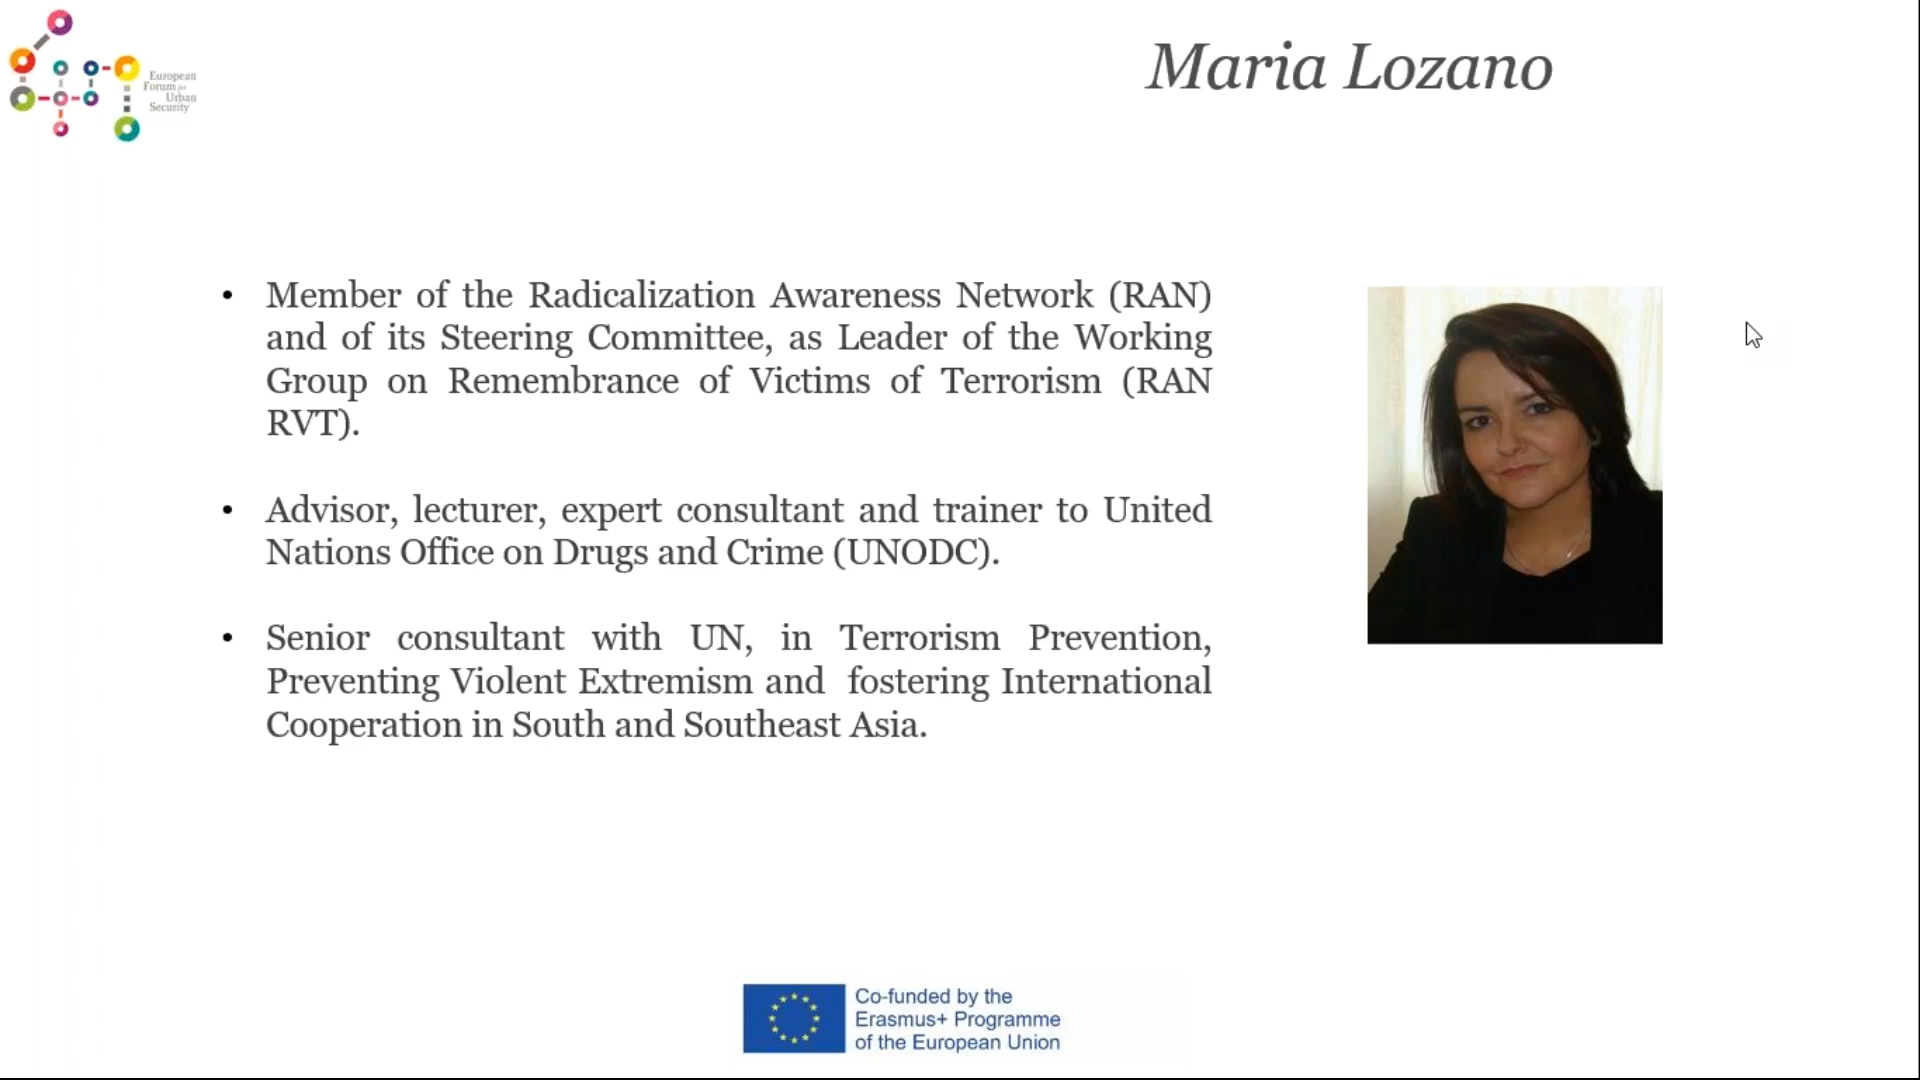 European
Forum for
Urban
Security
Maria Lozano
• Member of the Radicalization Awareness Network (RAN)
and of its Steering Committee, as Leader of the Working
Group on Remembrance of Victims of Terrorism (RAN
RVT).
• Advisor, lecturer, expert consultant and trainer to United
Nations Office on Drugs and Crime (UNODC).
• Senior consultant with UN, in Terrorism Prevention,
Preventing Violent Extremism and  fostering International
Cooperation in South and Southeast Asia.
Co-funded by the
Erasmus+ Programme
of the European Union